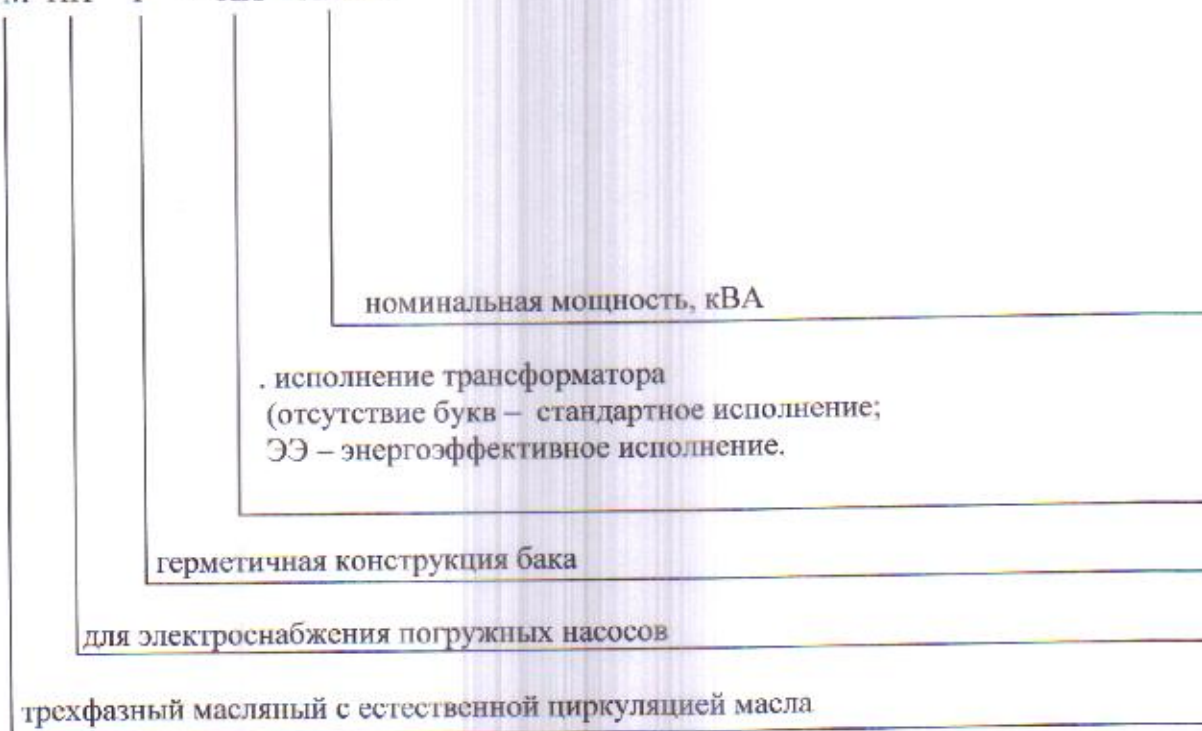 номинальная мощность, кВА
. исполнение трансформатора
(отсутствие букв – стандартное исполнение;
ЭЭ – энергоэффективное исполнение.
герметичная конструкция бака
для электроснабжения погружных насосов
трехфазный масляный с естественной циркуляцией масла